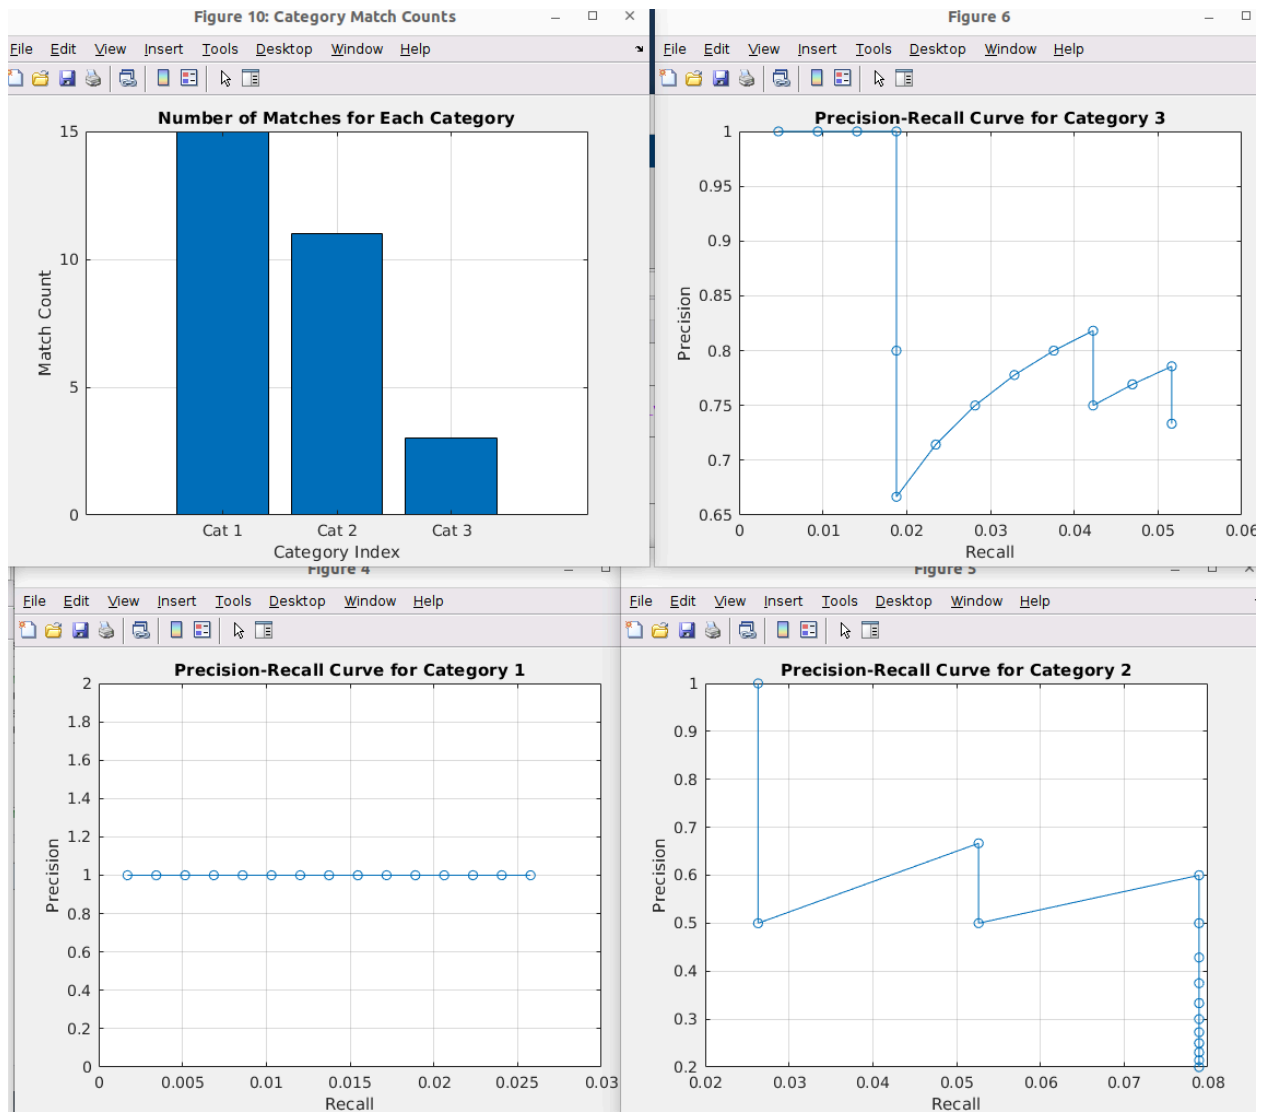 Figure 10: Category Match Counts
File Edit View Insert Tools Desktop Window Help
Number of Matches for Each Category
15
10
5
0
Match Count
Cat 1 Cat 2 Cat 3
Category Index
Figure 6
File Edit View Insert Tools Desktop Window Help
Precision-Recall Curve for Category 3
1
0.95
0.9
0.85
0.8
0.75
0.7
0.65
Precision
0 0.01 0.02 0.03 0.04 0.05 0.06
Recall
Figure 4
File Edit View Insert Tools Desktop Window Help
Precision-Recall Curve for Category 1
2
1.8
1.6
1.4
1.2
1
0.8
0.6
0.4
0.2
0
Precision
0 0.005 0.01 0.015 0.02 0.025 0.03
Recall
Figure 5
File Edit View Insert Tools Desktop Window Help
Precision-Recall Curve for Category 2
1
0.9
0.8
0.7
0.6
0.5
0.4
0.3
0.2
Precision
0.02 0.03 0.04 0.05 0.06 0.07 0.08
Recall